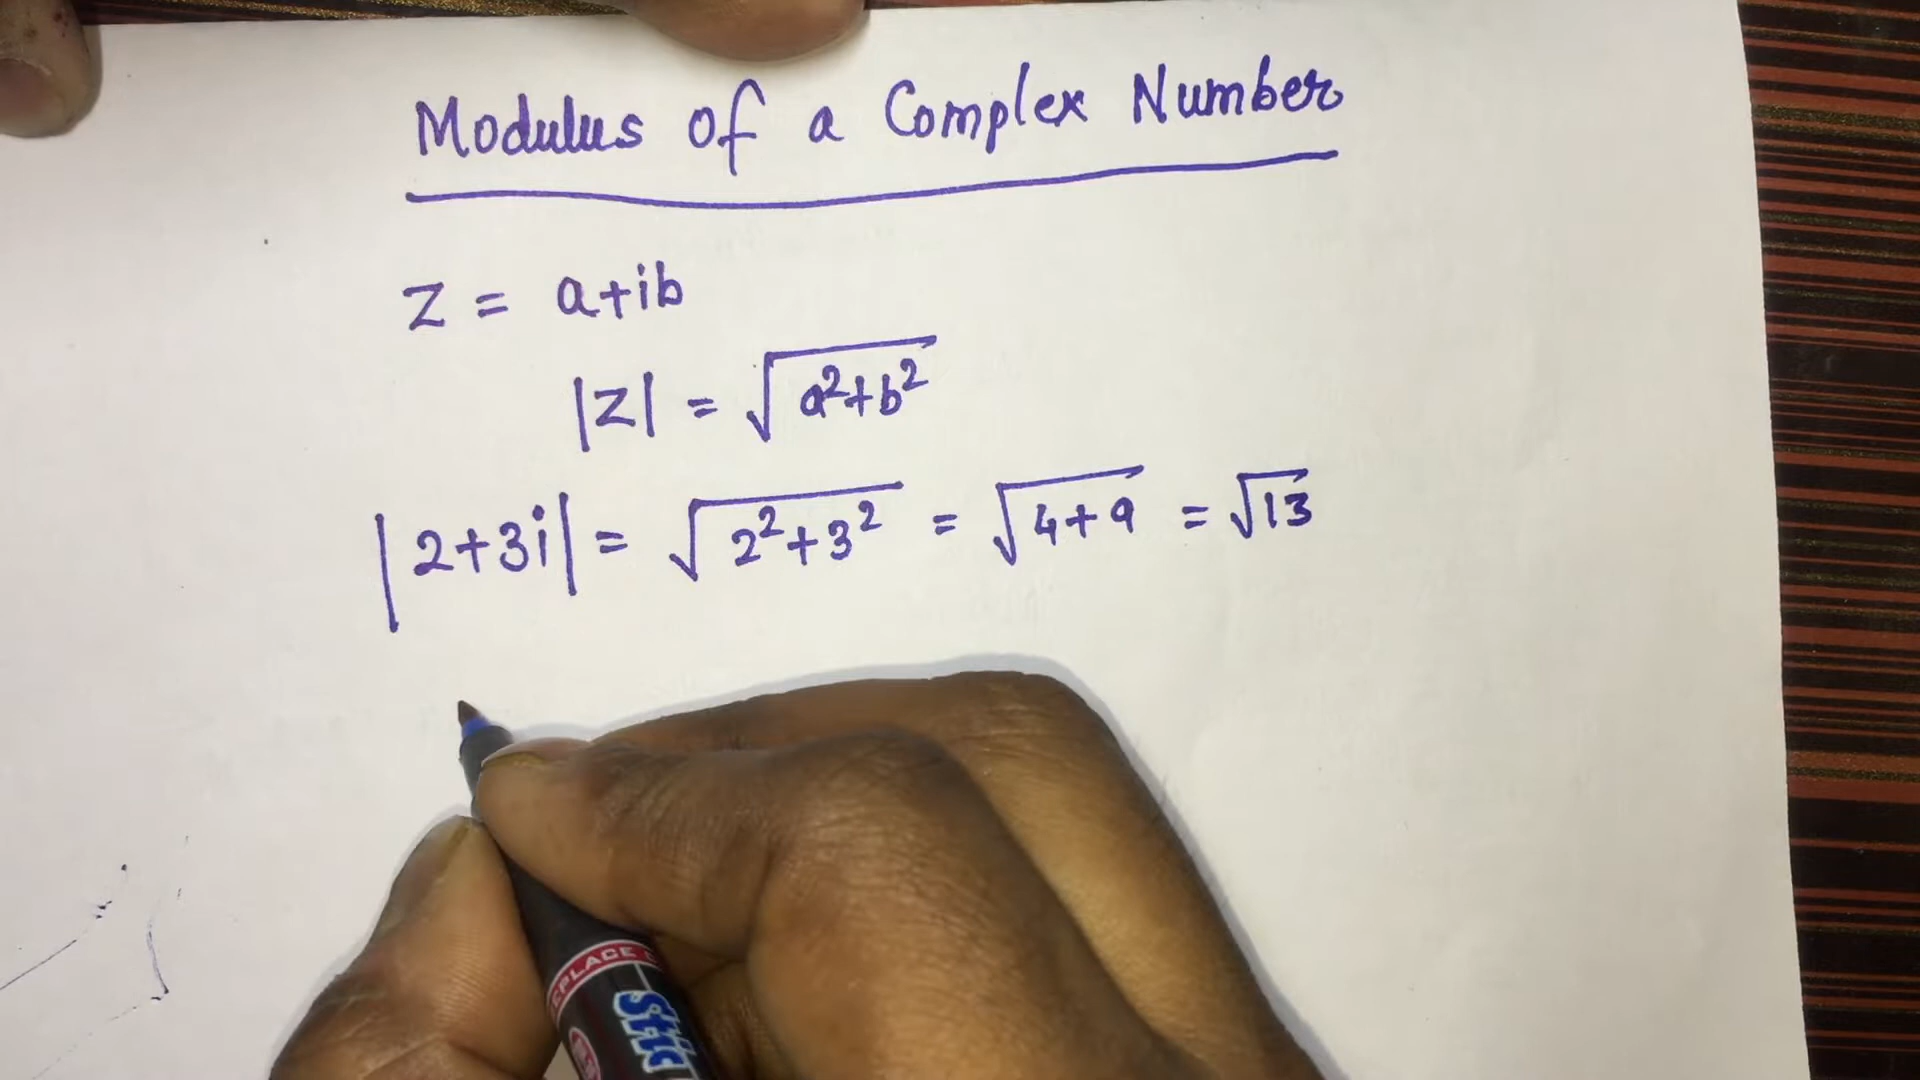 Modulus of a Complex Number
z = a+ib
|z| = √a²+b²
|2+3i| = √2²+3² = √4+9 = √13